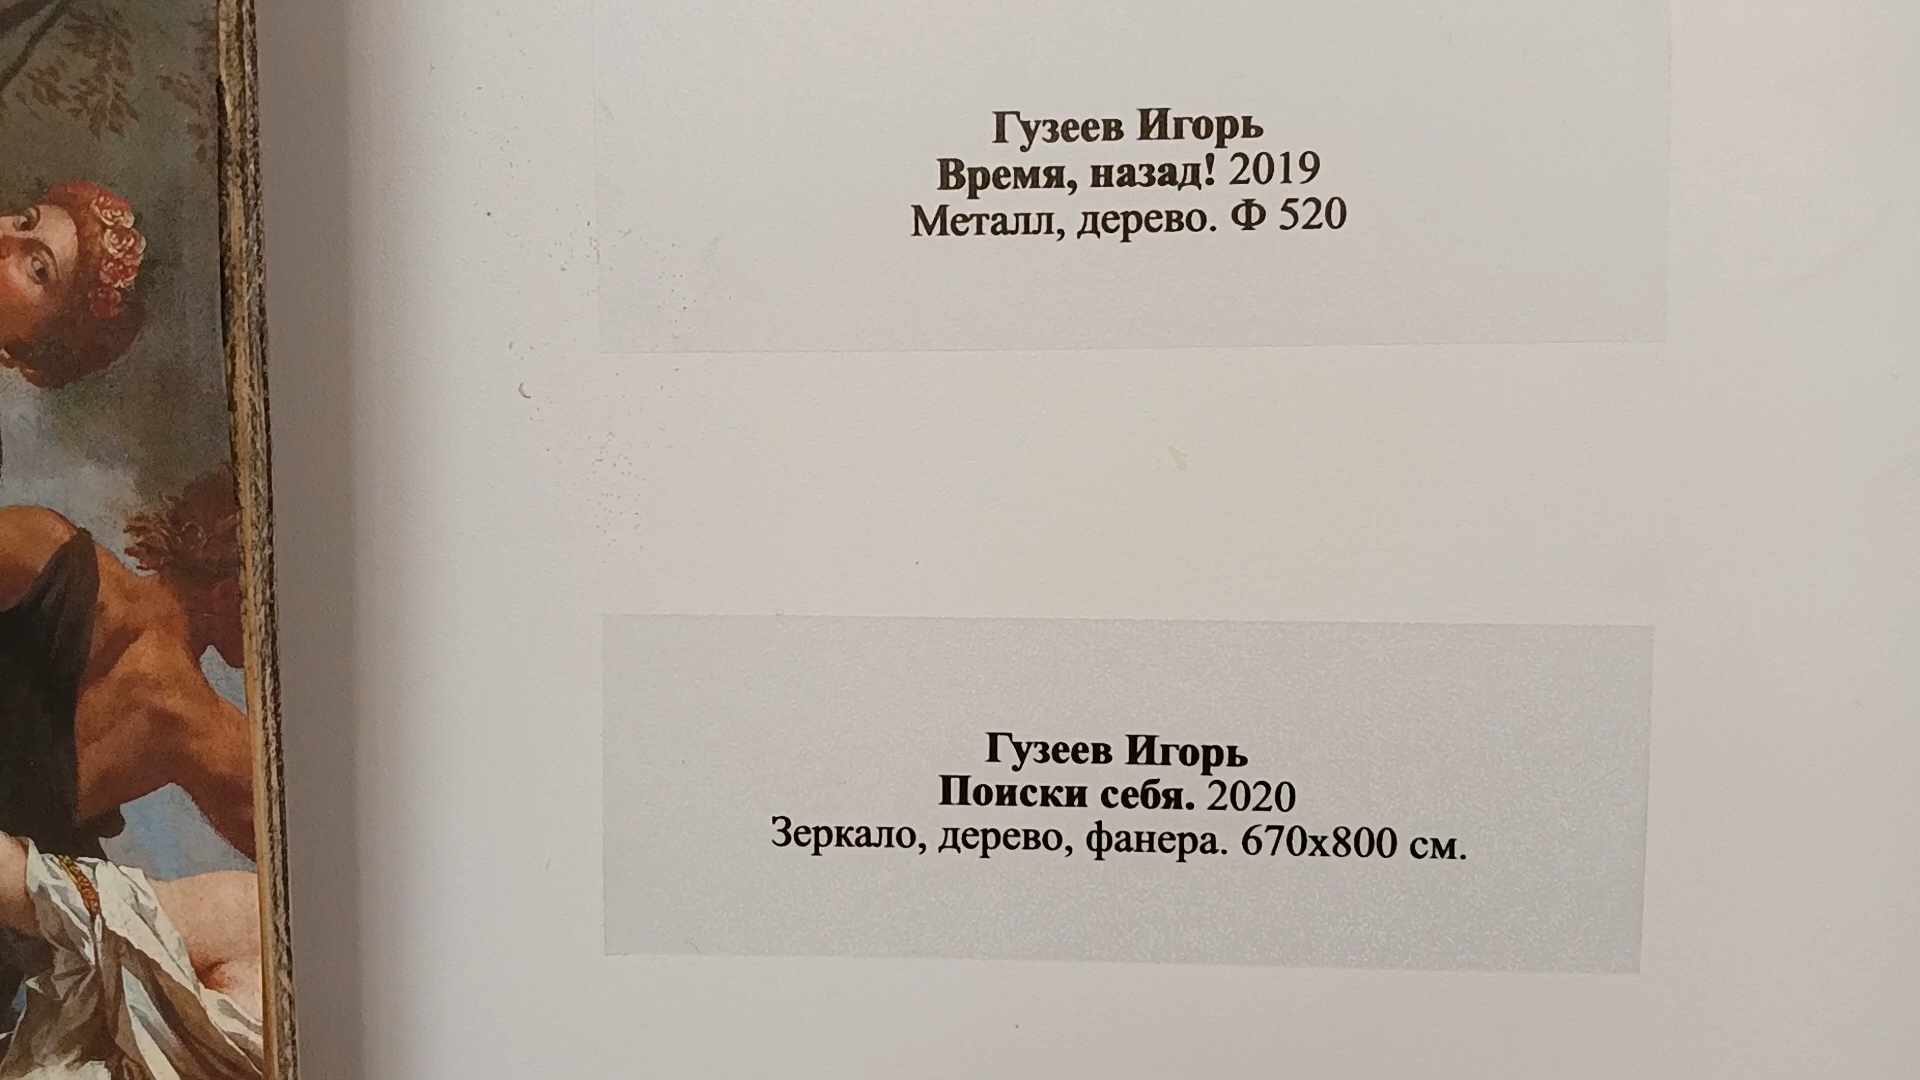 Гузеев Игорь
Время, назад! 2019
Металл, дерево. Ф 520
Гузеев Игорь
Поиски себя. 2020
Зеркало, дерево, фанера. 670х800 см.